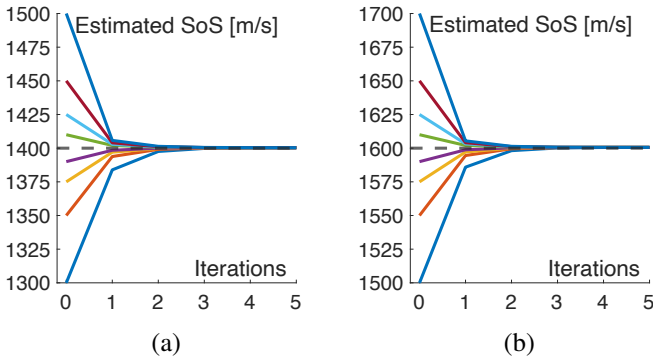 Estimated SoS [m/s]
1500
1475
1450
1425
1400
1375
1350
1325
1300
Iterations
0 1 2 3 4 5
(a)
Estimated SoS [m/s]
1700
1675
1650
1625
1600
1575
1550
1525
1500
Iterations
0 1 2 3 4 5
(b)